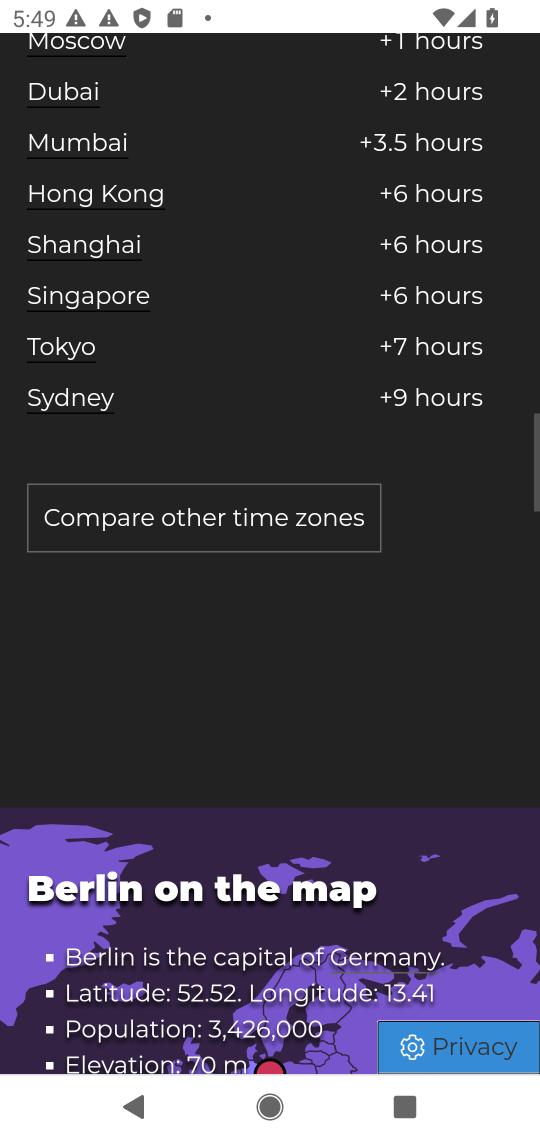 5:49
Moscow +1 hours
Dubai +2 hours
Mumbai +3.5 hours
Hong Kong +6 hours
Shanghai +6 hours
Singapore +6 hours
Tokyo +7 hours
Sydney +9 hours
Compare other time zones
Berlin on the map
Berlin is the capital of Germany.
Latitude: 52.52. Longitude: 13.41
Population: 3,426,000
Elevation: 70 m
Privacy